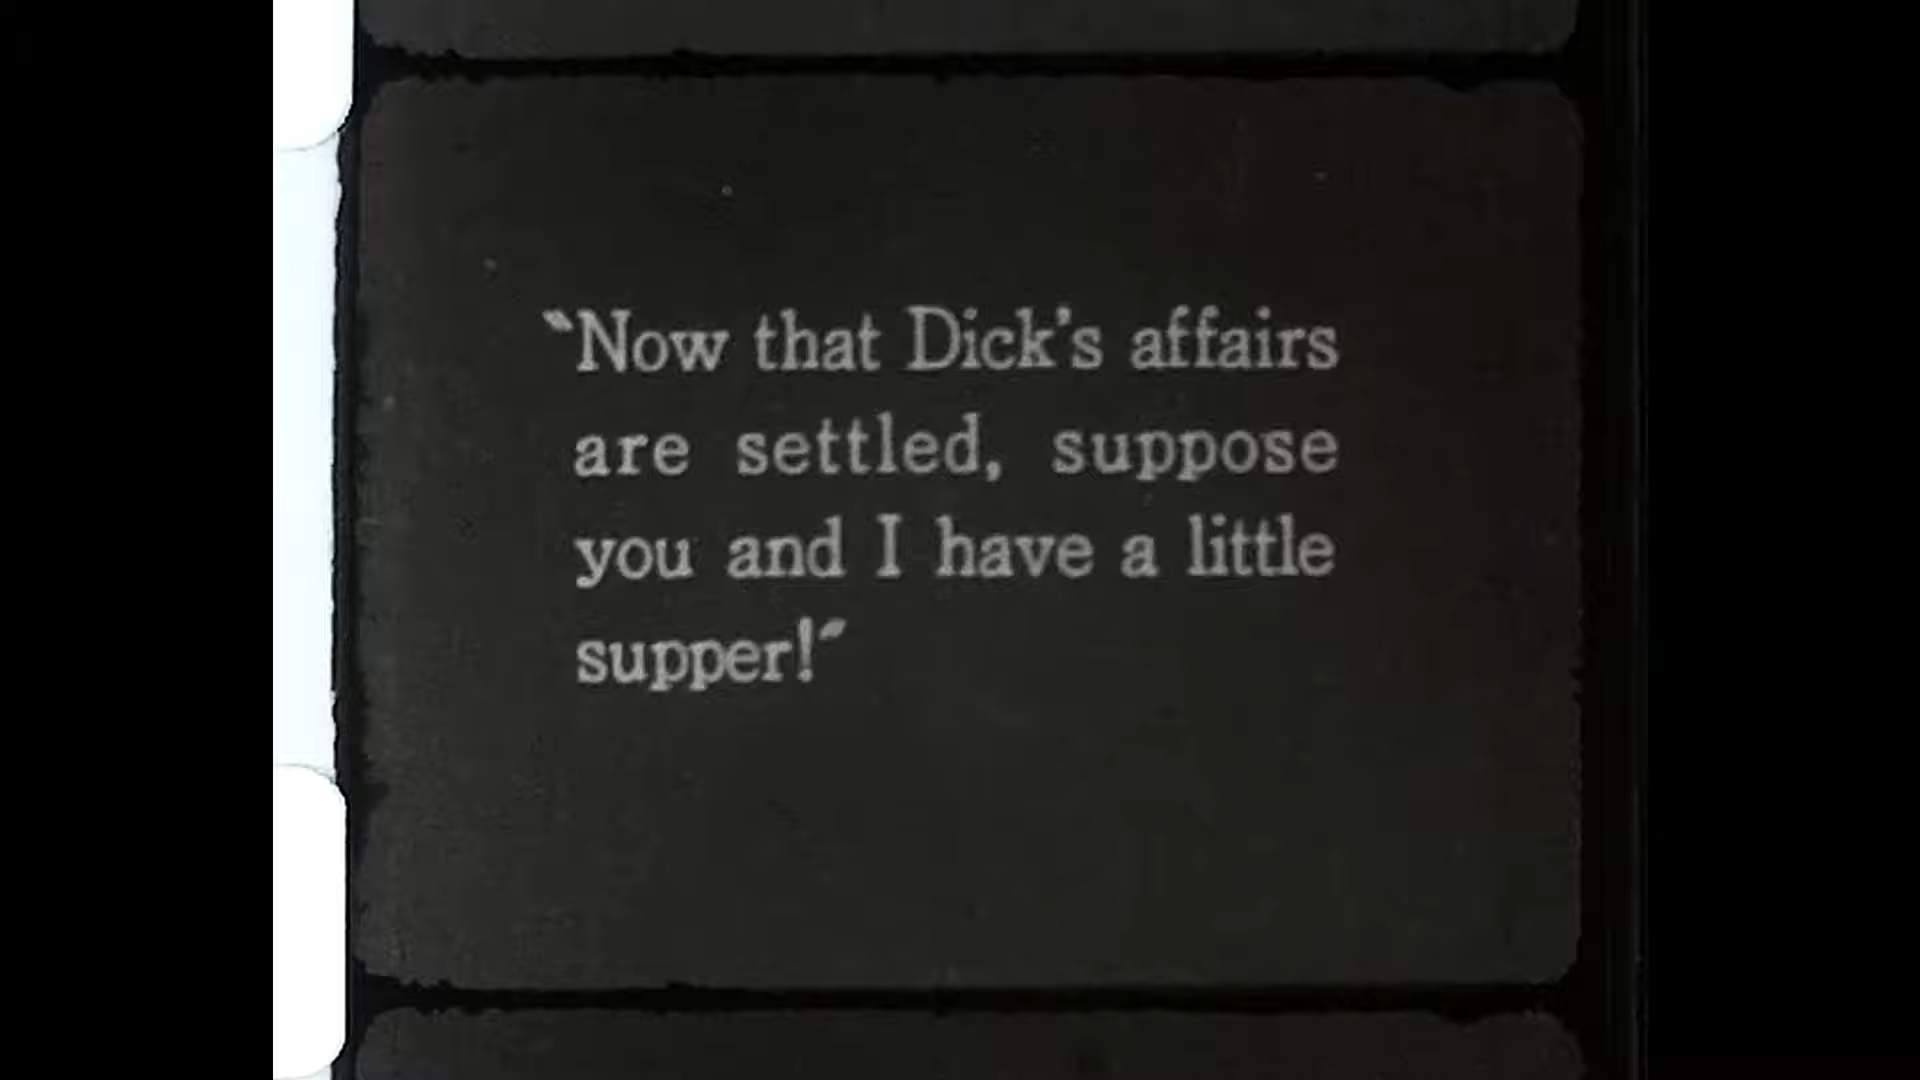 “Now that Dick's affairs
are settled, suppose
you and I have a little
supper!”